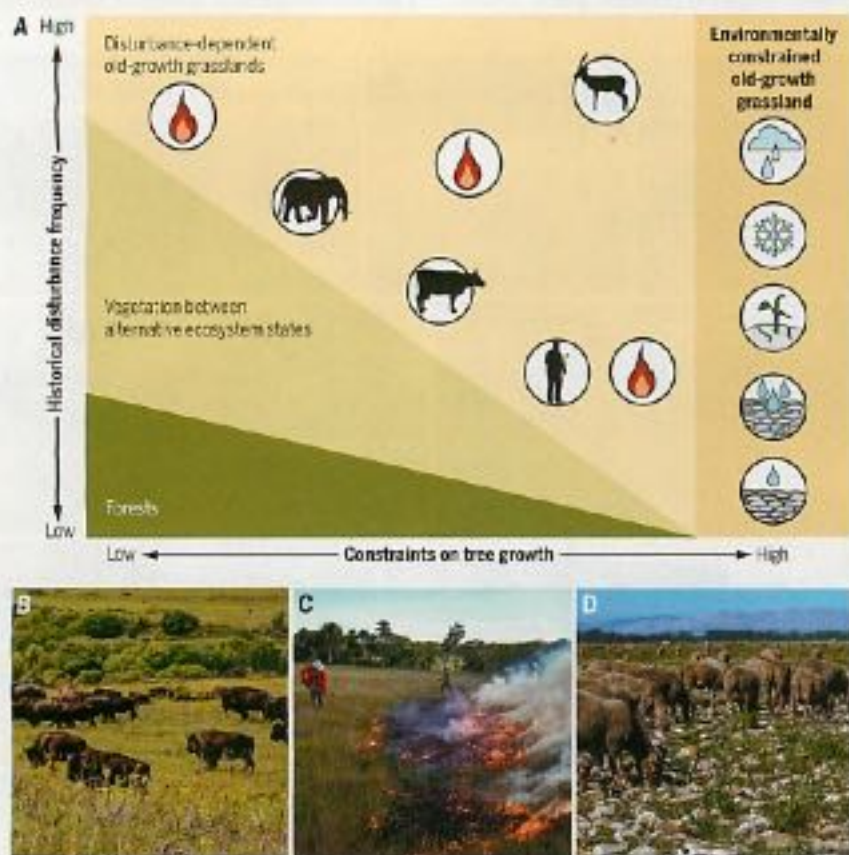 A
High
Disturbance-dependent
old-growth grasslands
Environmentally
constrained
old-growth
grassland
Historical disturbance frequency
Vegetation between
alternative ecosystem states
Forests
Low
Low
Constraints on tree growth
High
B
C
D